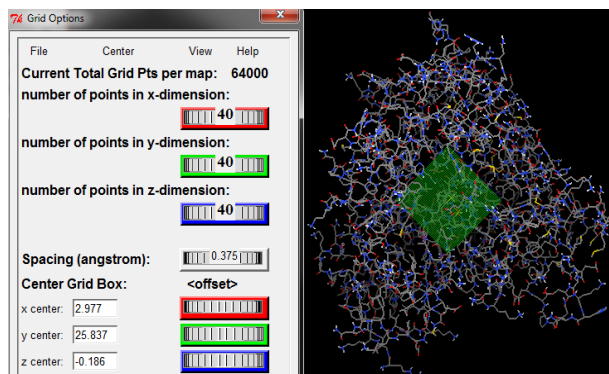 Grid Options
File Center View Help
Current Total Grid Pts per map: 64000
number of points in x-dimension:
40
number of points in y-dimension:
40
number of points in z-dimension:
40
Spacing (angstrom): 0.375
Center Grid Box: <offset>
x center: 2.977
y center: 25.837
z center: -0.186